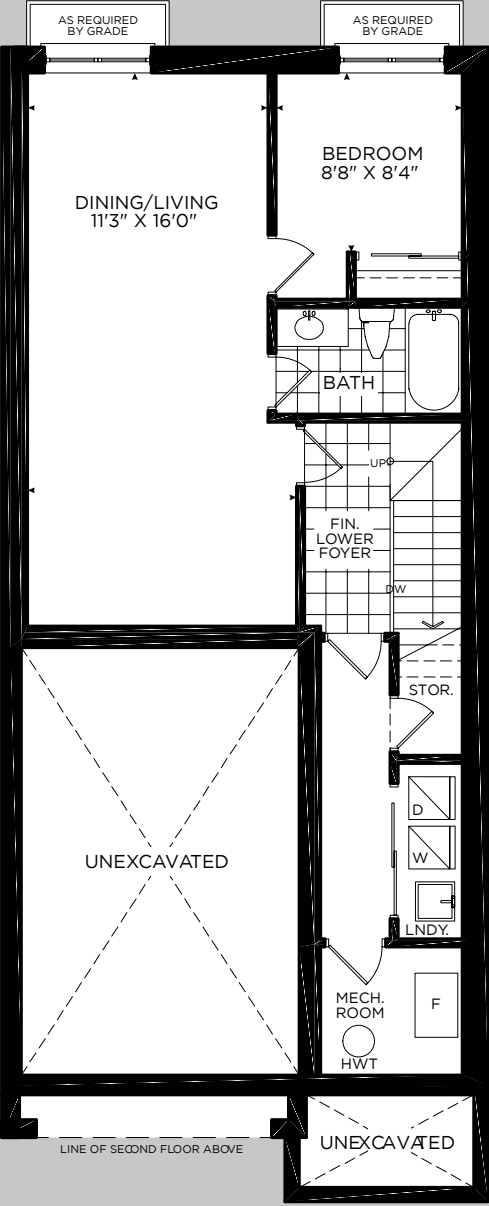 AS REQUIRED
BY GRADE
AS REQUIRED
BY GRADE
BEDROOM
8'8" X 8'4"
DINING/LIVING
11'3" X 16'0"
BATH
UP
FIN.
LOWER
FOYER
DW
STOR.
D
W
UNEXCAVATED
LNDY.
MECH.
ROOM
F
HWT
UNEXCAVATED
LINE OF SECOND FLOOR ABOVE